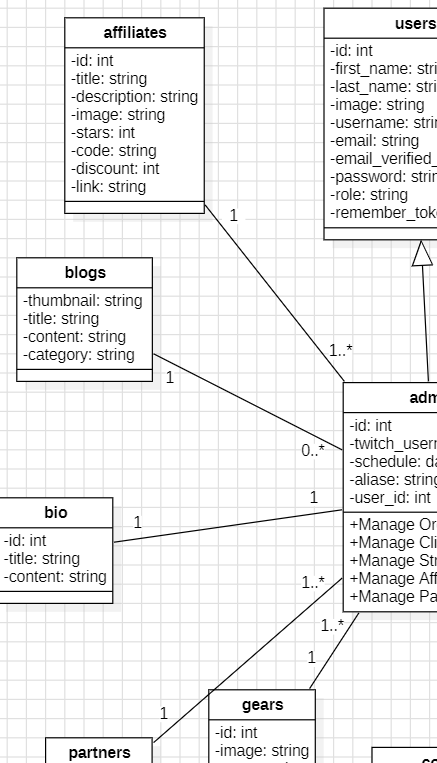 affiliates
-id: int
-title: string
-description: string
-image: string
-stars: int
-code: string
-discount: int
-link: string
users
-id: int
-first_name: stri
-last_name: stri
-image: string
-username: strin
-email: string
-email_verified_
-password: strin
-role: string
-remember_tok
1
blogs
-thumbnail: string
-title: string
-content: string
-category: string
1
1..*
0..*
adm
-id: int
-twitch_usern
-schedule: da
-aliase: string
-user_id: int
+Manage Or
+Manage Cli
+Manage Str
+Manage Aff
+Manage Pa
bio
-id: int
-title: string
-content: string
1
1
1..*
1..*
1
1
gears
-id: int
-image: string
partners